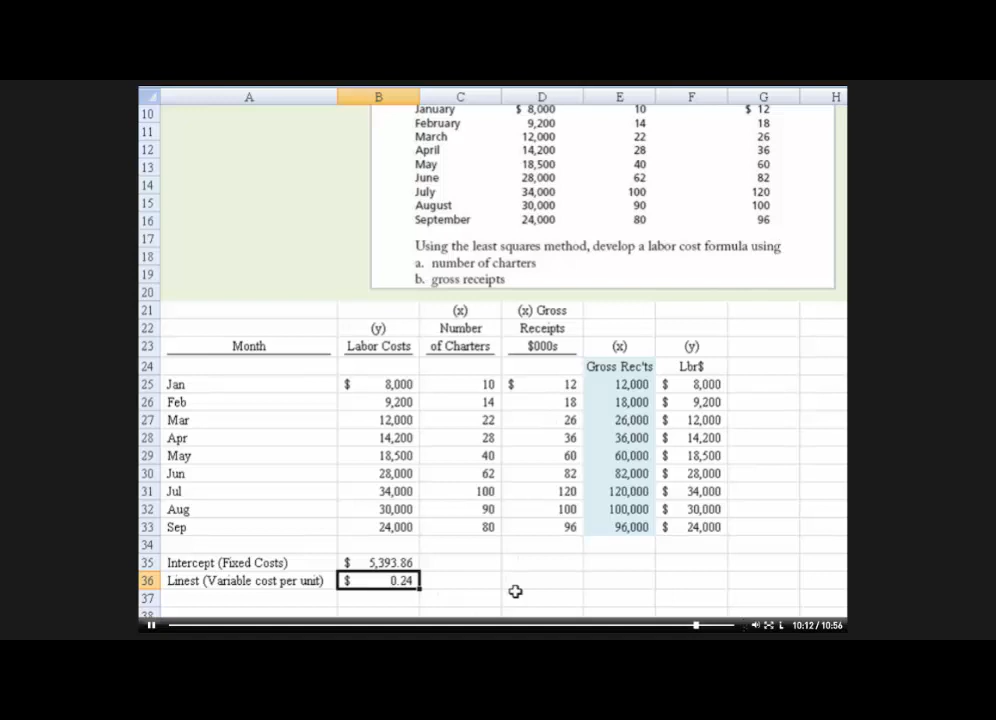 A B C D E F G H
10 January $ 8,000 10 $ 12
11 February 9,200 14 18
March 12,000 22 26
12 April 14,200 28 36
13 May 18,500 40 60
14 June 28,000 62 82
July 34,000 100 120
15 August 30,000 90 100
16 September 24,000 80 96
17
18 Using the least squares method, develop a labor cost formula using
a. number of charters
19 b. gross receipts
20
21 (x) (x) Gross
22 (y) Number Receipts
23 Month Labor Costs of Charters $000s (x) (y)
24 Gross Rec'ts Lbr$
25 Jan $ 8,000 10 $ 12 12,000 $ 8,000
26 Feb 9,200 14 18 18,000 $ 9,200
27 Mar 12,000 22 26 26,000 $ 12,000
28 Apr 14,200 28 36 36,000 $ 14,200
29 May 18,500 40 60 60,000 $ 18,500
30 Jun 28,000 62 82 82,000 $ 28,000
31 Jul 34,000 100 120 120,000 $ 34,000
32 Aug 30,000 90 100 100,000 $ 30,000
33 Sep 24,000 80 96 96,000 $ 24,000
34
35 Intercept (Fixed Costs) $ 5,393.86
36 Linest (Variable cost per unit) $ 0.24
37
38
10:12 / 10:56